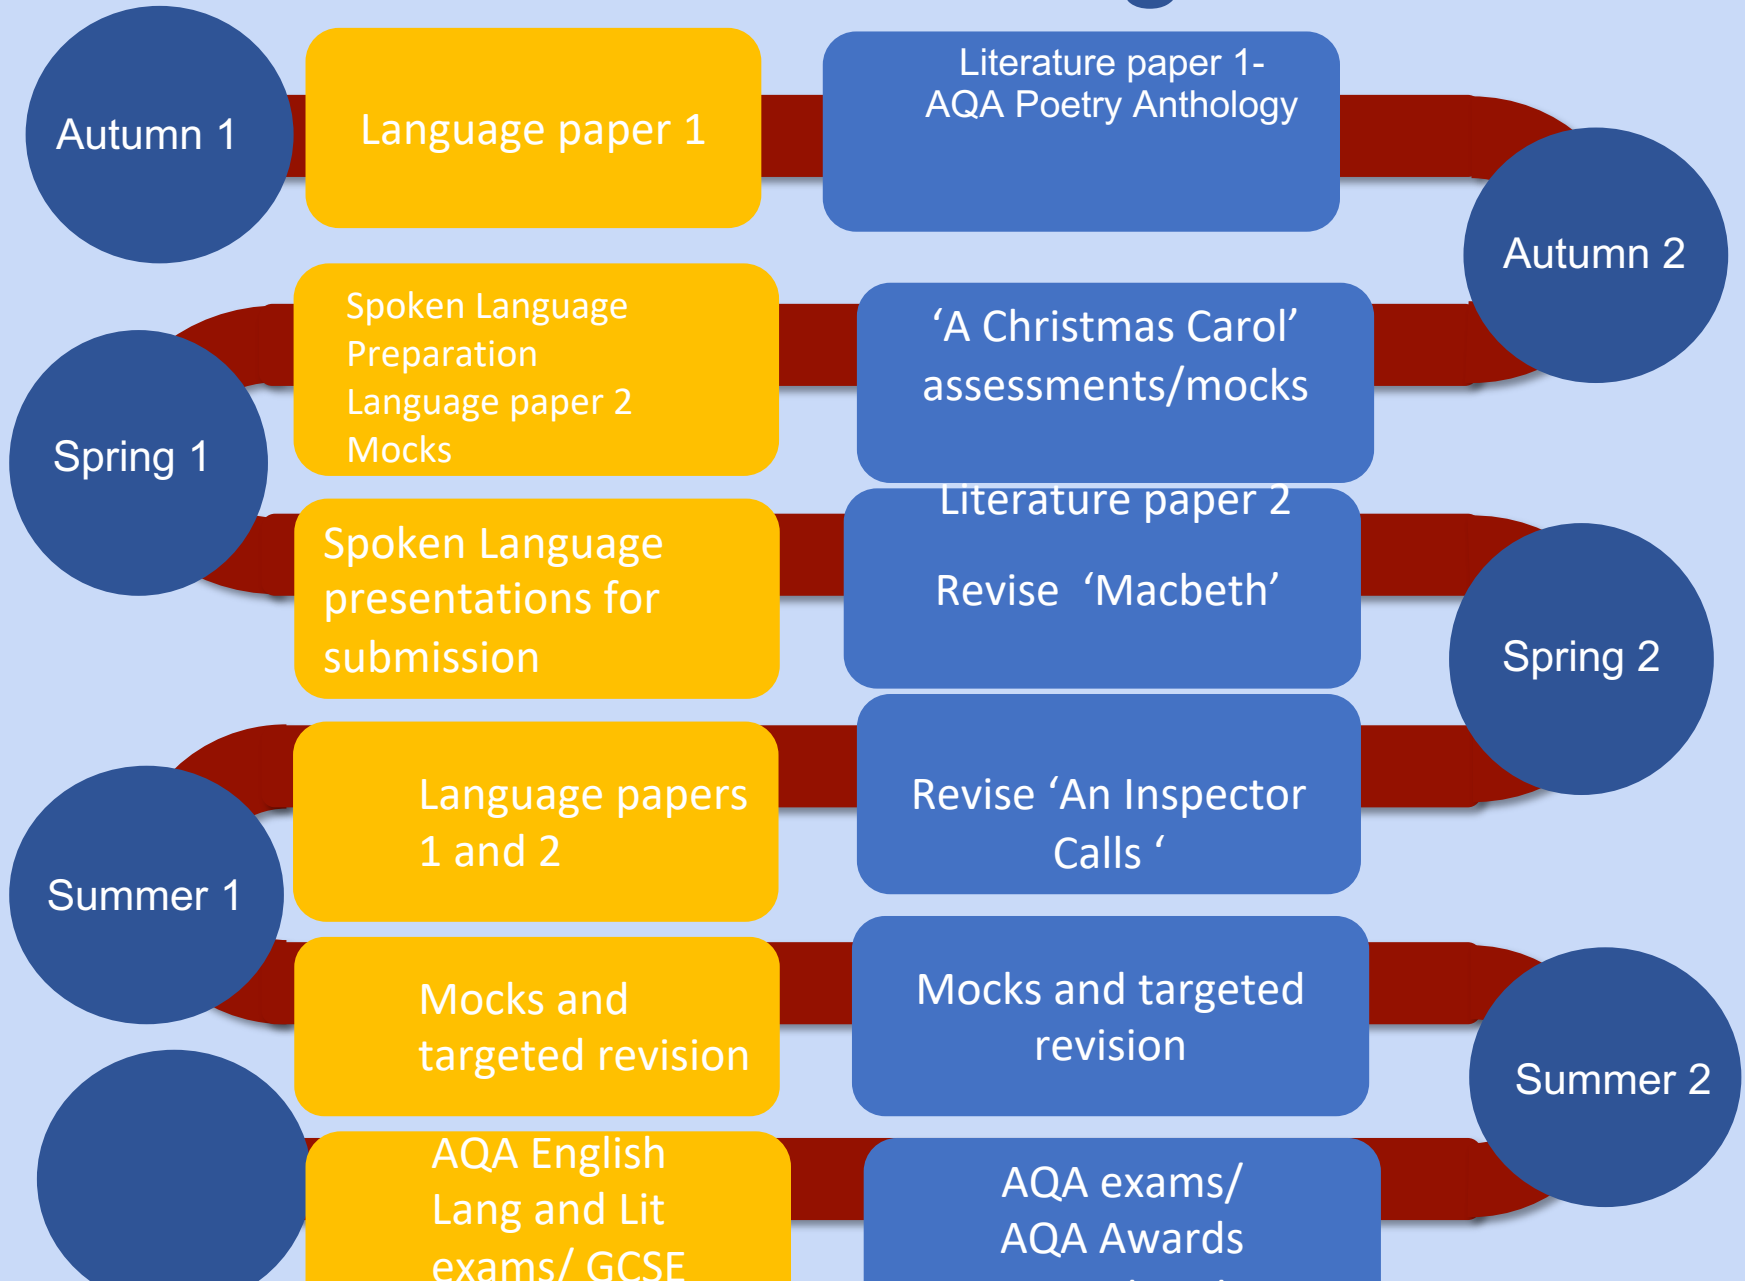 Autumn 1
Language paper 1
Literature paper 1-
AQA Poetry Anthology
Autumn 2
Spoken Language
Preparation
Language paper 2
Mocks
‘A Christmas Carol’
assessments/mocks
Spring 1
Spoken Language
presentations for
submission
Literature paper 2
Revise ‘Macbeth’
Spring 2
Language papers
1 and 2
Revise ‘An Inspector
Calls ‘
Summer 1
Mocks and
targeted revision
Mocks and targeted
revision
Summer 2
AQA English
Lang and Lit
exams/ GCSE
AQA exams/
AQA Awards